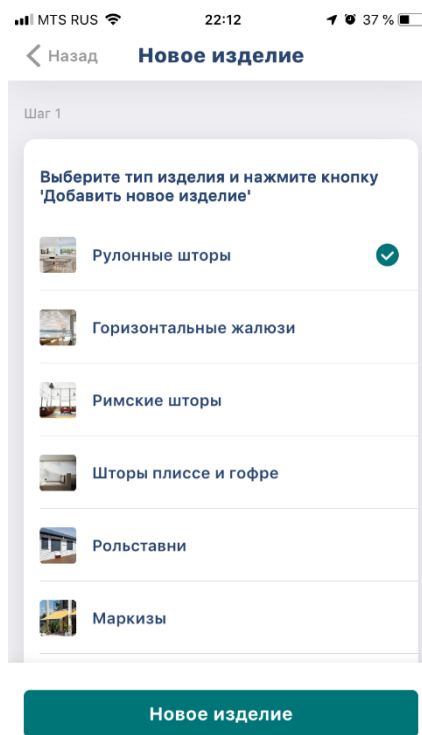 MTS RUS 22:12 37 %
Назад Новое изделие
Шаг 1
Выберите тип изделия и нажмите кнопку
'Добавить новое изделие'
Рулонные шторы
Горизонтальные жалюзи
Римские шторы
Шторы плиссе и гофре
Рольставни
Маркизы
Новое изделие